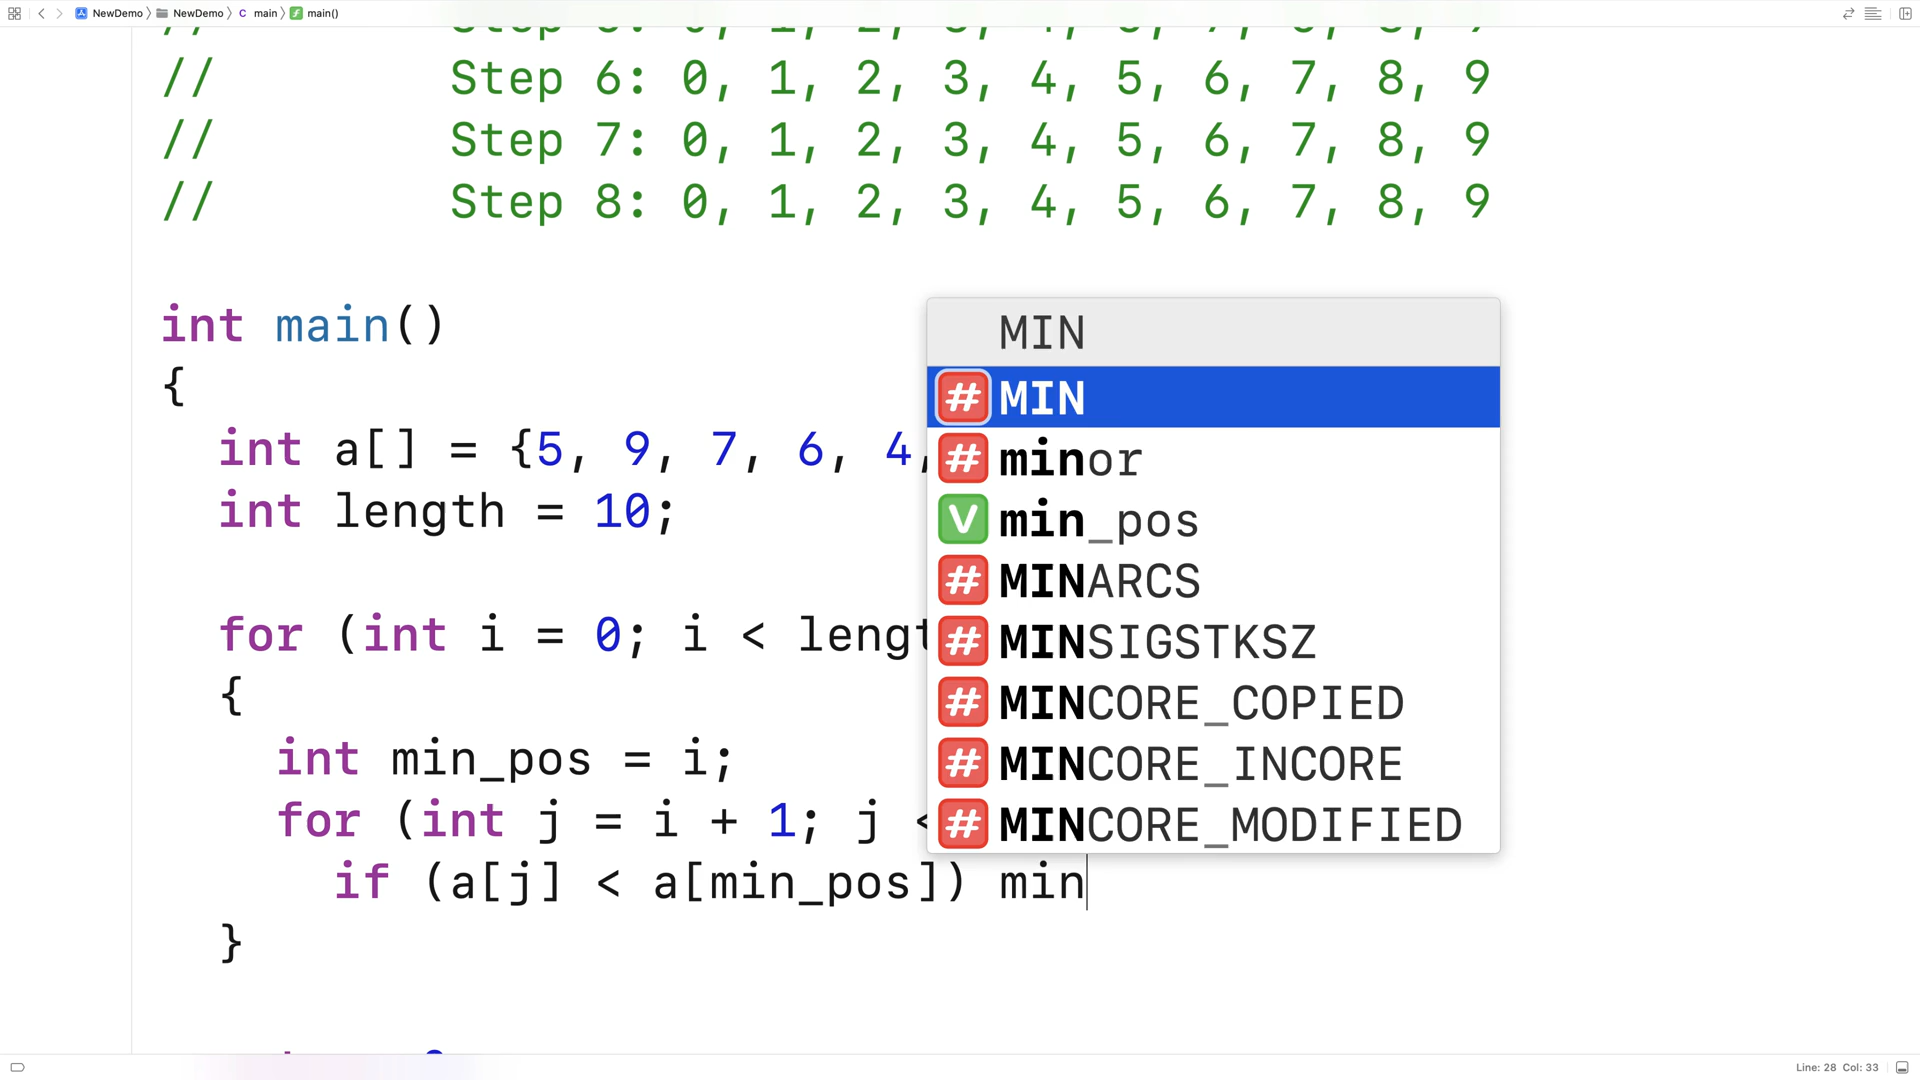 NewDemo NewDemo C main f main()
// Step 6: 0, 1, 2, 3, 4, 5, 6, 7, 8, 9
// Step 7: 0, 1, 2, 3, 4, 5, 6, 7, 8, 9
// Step 8: 0, 1, 2, 3, 4, 5, 6, 7, 8, 9
int main()
{
int a[] = {5, 9, 7, 6, 4,
int length = 10;
for (int i = 0; i < lengt
{
int min_pos = i;
for (int j = i + 1; j <
if (a[j] < a[min_pos]) min
}
MIN
# MIN
# minor
V min_pos
# MINARCS
# MINSIGSTKSZ
# MINCORE_COPIED
# MINCORE_INCORE
# MINCORE_MODIFIED
Line: 28 Col: 33